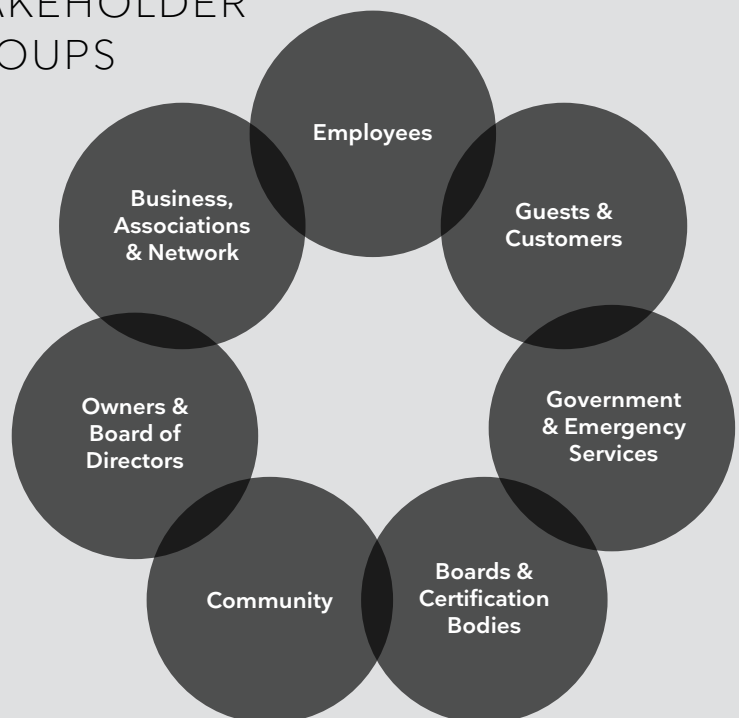 AKEHOLDER
OUPS
Employees
Business,
Associations
& Network
Guests &
Customers
Owners &
Board of
Directors
Government
& Emergency
Services
Community
Boards &
Certification
Bodies